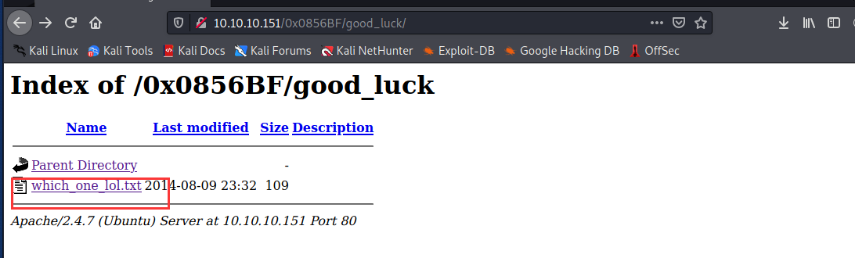 10.10.10.151/0x0856BF/good_luck/
Kali Linux Kali Tools Kali Docs Kali Forums Kali NetHunter Exploit-DB Google Hacking DB OffSec
Index of /0x0856BF/good_luck
Name Last modified Size Description
Parent Directory -
which_one_lol.txt 2014-08-09 23:32 109
Apache/2.4.7 (Ubuntu) Server at 10.10.10.151 Port 80